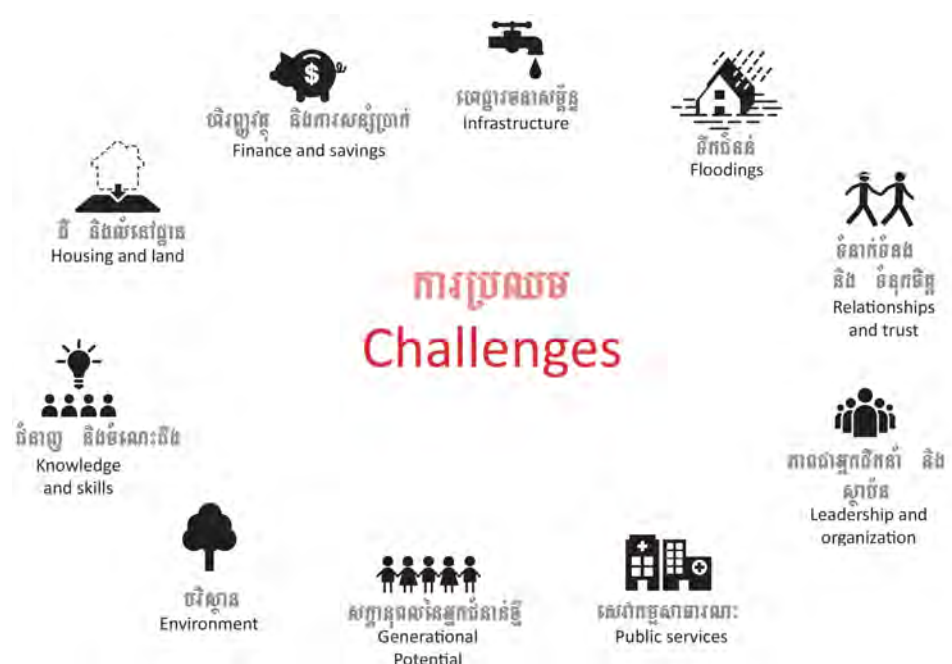 $
ហិរញ្ញវត្ថុ និងការសន្សំប្រាក់
Finance and savings
ហេដ្ឋារចនាសម្ព័ន្ធ
Infrastructure
ទឹកជំនន់
Floodings
ដី និងលំនៅដ្ឋាន
Housing and land
ទំនាក់ទំនង
និង ទំនុកចិត្ត
Relationships
and trust
ការប្រឈម
Challenges
ជំនាញ និងចំណេះដឹង
Knowledge
and skills
ភាពជាអ្នកដឹកនាំ និង
ស្ថាប័ន
Leadership and
organization
បរិស្ថាន
Environment
សក្តានុពលនៃអ្នកជំនាន់ថ្មី
Generational
Potential
សេវាកម្មសាធារណះ
Public services